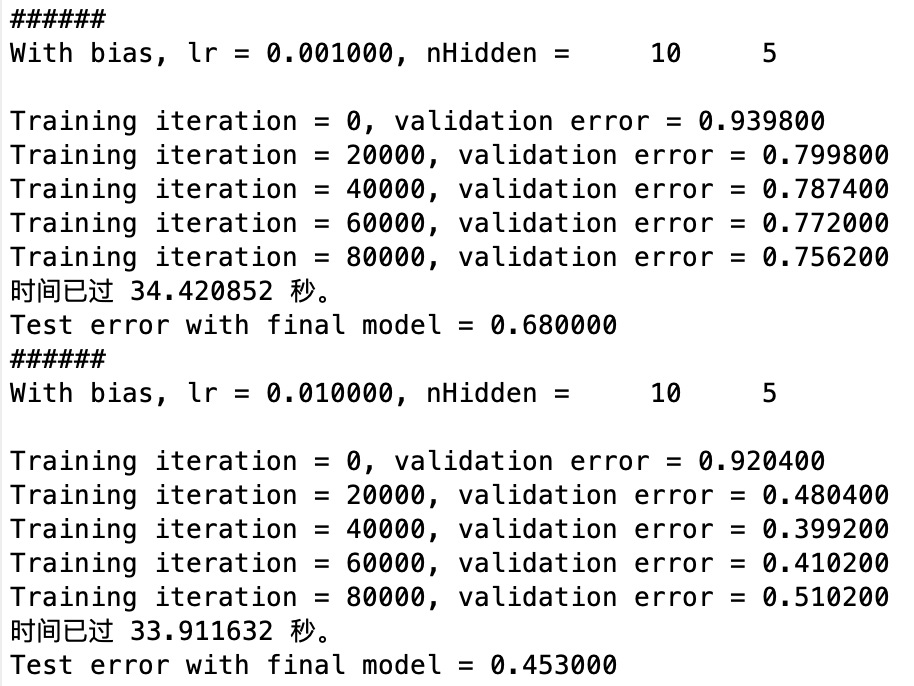 ######
With bias, lr = 0.001000, nHidden =     10     5
Training iteration = 0, validation error = 0.939800
Training iteration = 20000, validation error = 0.799800
Training iteration = 40000, validation error = 0.787400
Training iteration = 60000, validation error = 0.772000
Training iteration = 80000, validation error = 0.756200
时间已过 34.420852 秒。
Test error with final model = 0.680000
######
With bias, lr = 0.010000, nHidden =     10     5
Training iteration = 0, validation error = 0.920400
Training iteration = 20000, validation error = 0.480400
Training iteration = 40000, validation error = 0.399200
Training iteration = 60000, validation error = 0.410200
Training iteration = 80000, validation error = 0.510200
时间已过 33.911632 秒。
Test error with final model = 0.453000